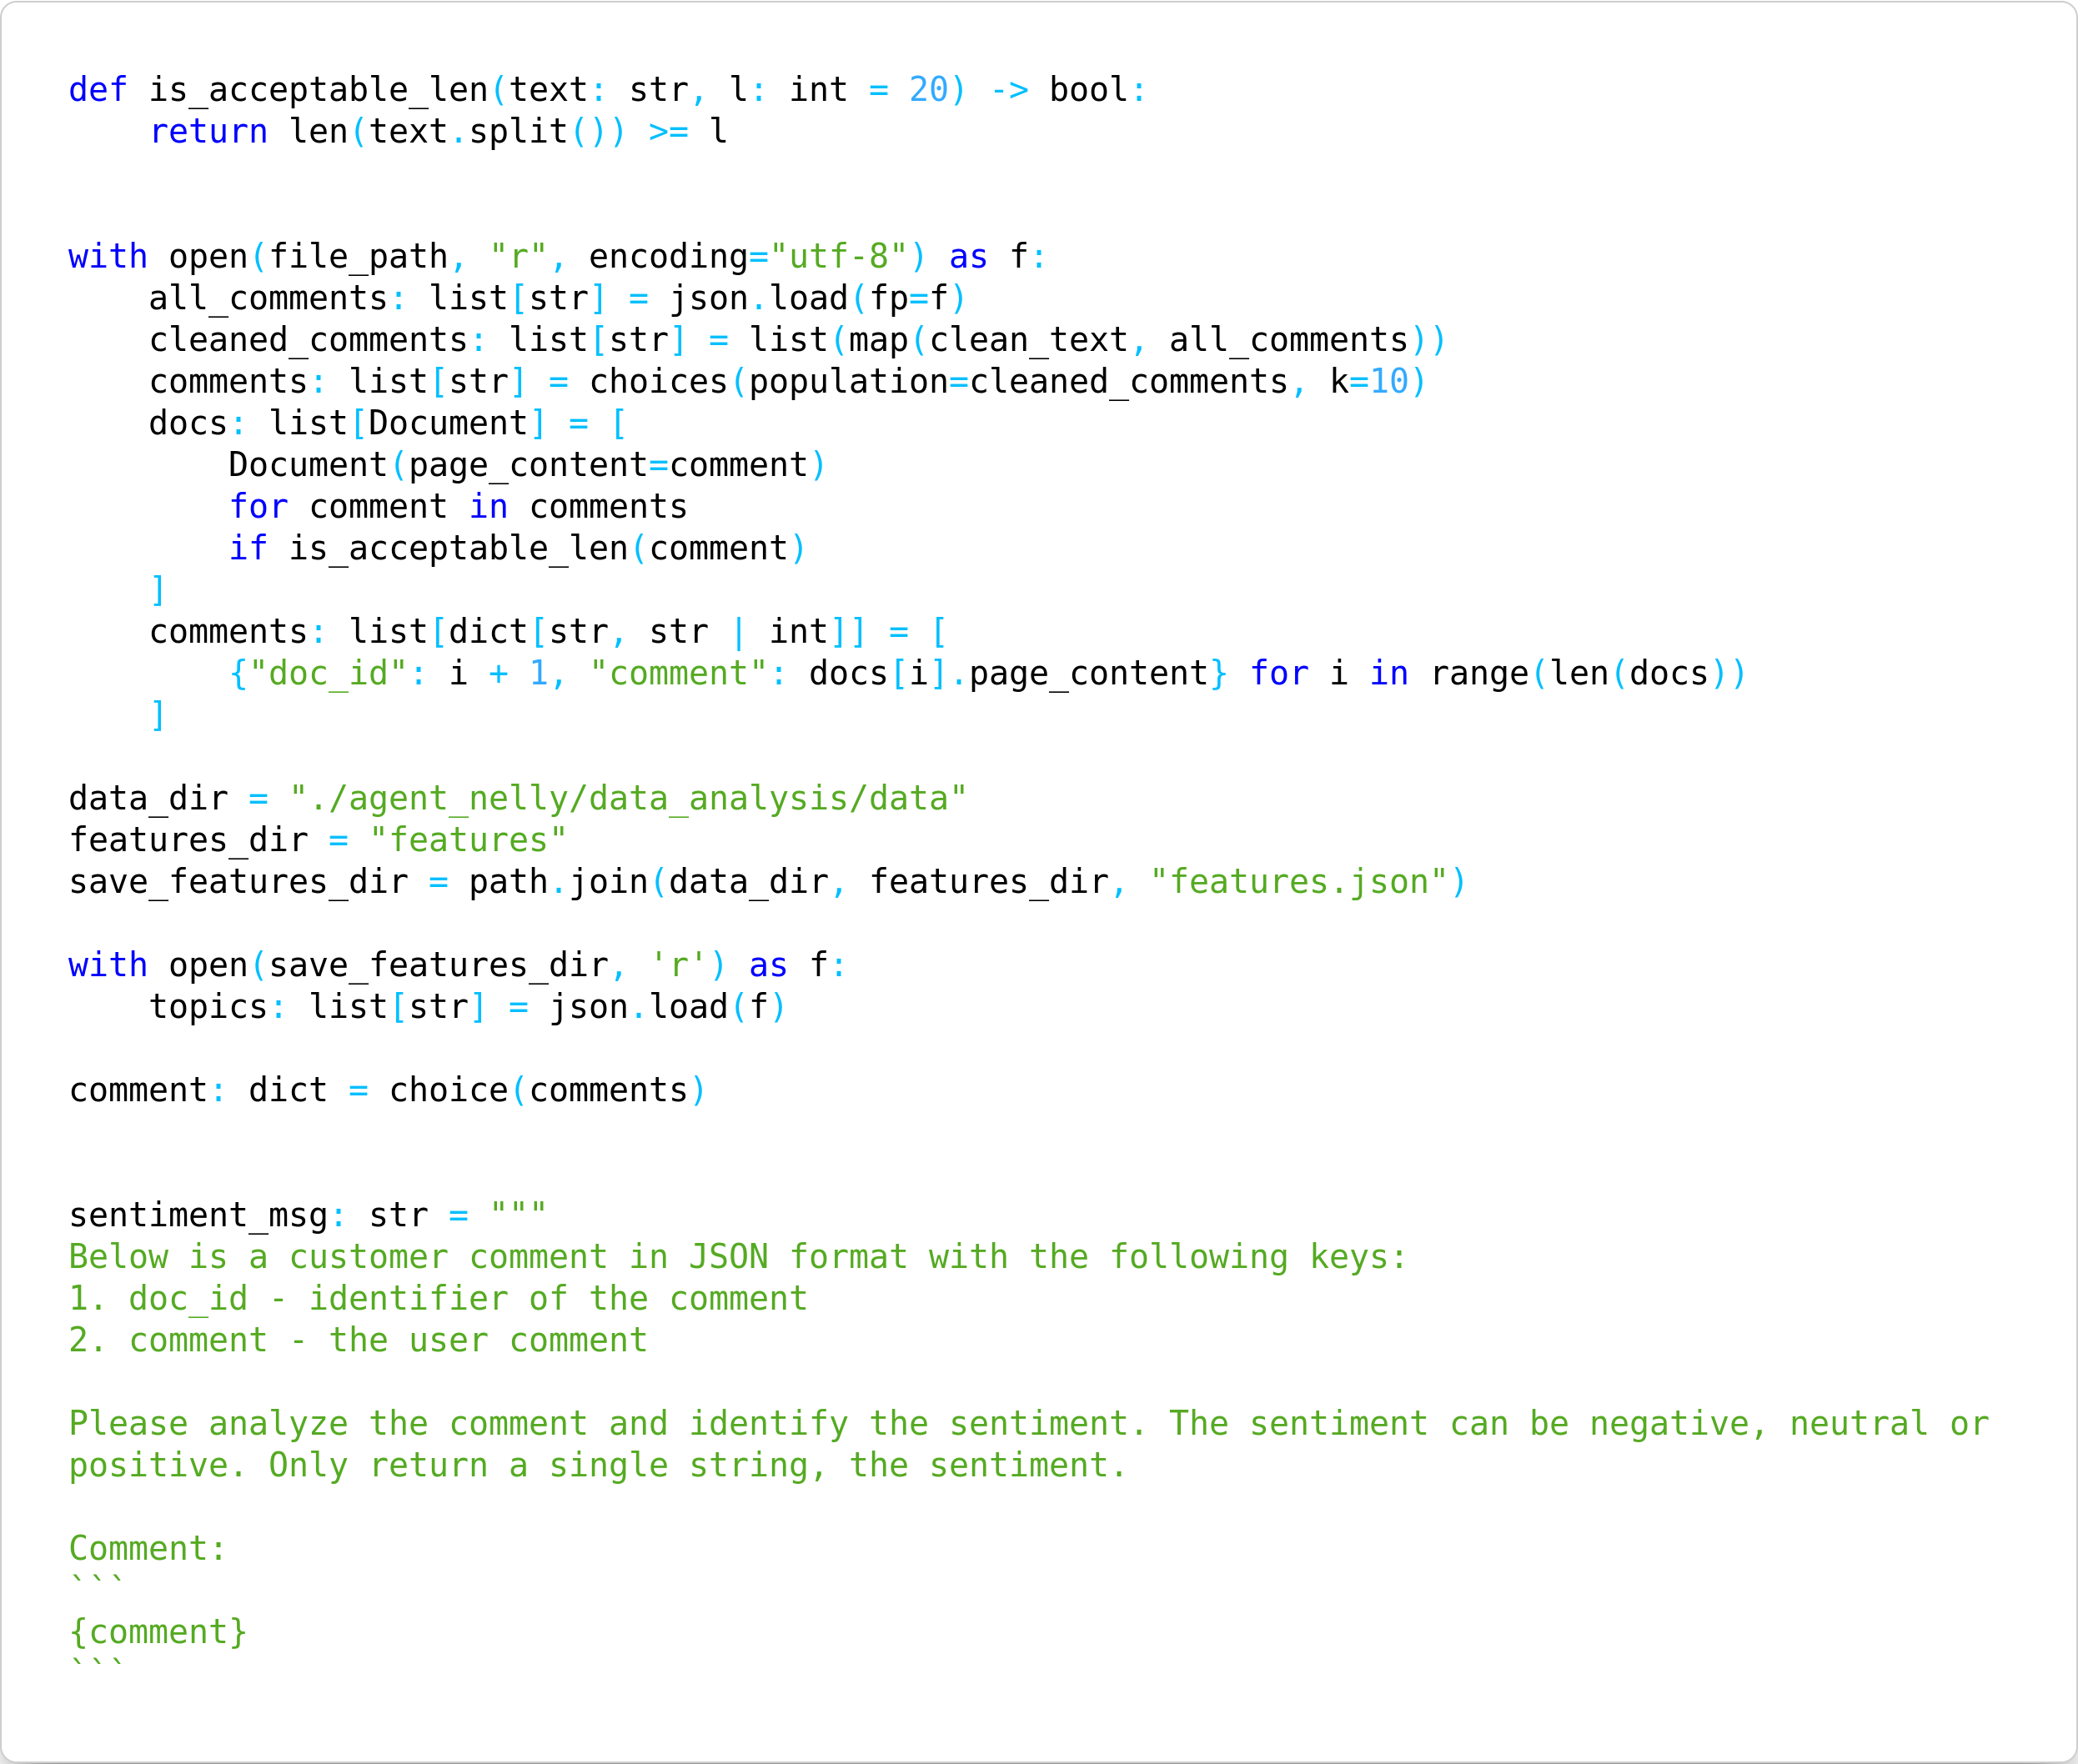 def is_acceptable_len(text: str, l: int = 20) -> bool:
    return len(text.split()) >= l


with open(file_path, "r", encoding="utf-8") as f:
    all_comments: list[str] = json.load(fp=f)
    cleaned_comments: list[str] = list(map(clean_text, all_comments))
    comments: list[str] = choices(population=cleaned_comments, k=10)
    docs: list[Document] = [
        Document(page_content=comment)
        for comment in comments
        if is_acceptable_len(comment)
    ]
    comments: list[dict[str, str | int]] = [
        {"doc_id": i + 1, "comment": docs[i].page_content} for i in range(len(docs))
    ]

data_dir = "./agent_nelly/data_analysis/data"
features_dir = "features"
save_features_dir = path.join(data_dir, features_dir, "features.json")

with open(save_features_dir, 'r') as f:
    topics: list[str] = json.load(f)

comment: dict = choice(comments)


sentiment_msg: str = """
Below is a customer comment in JSON format with the following keys:
1. doc_id - identifier of the comment
2. comment - the user comment

Please analyze the comment and identify the sentiment. The sentiment can be negative, neutral or
positive. Only return a single string, the sentiment.

Comment:
```
{comment}
```